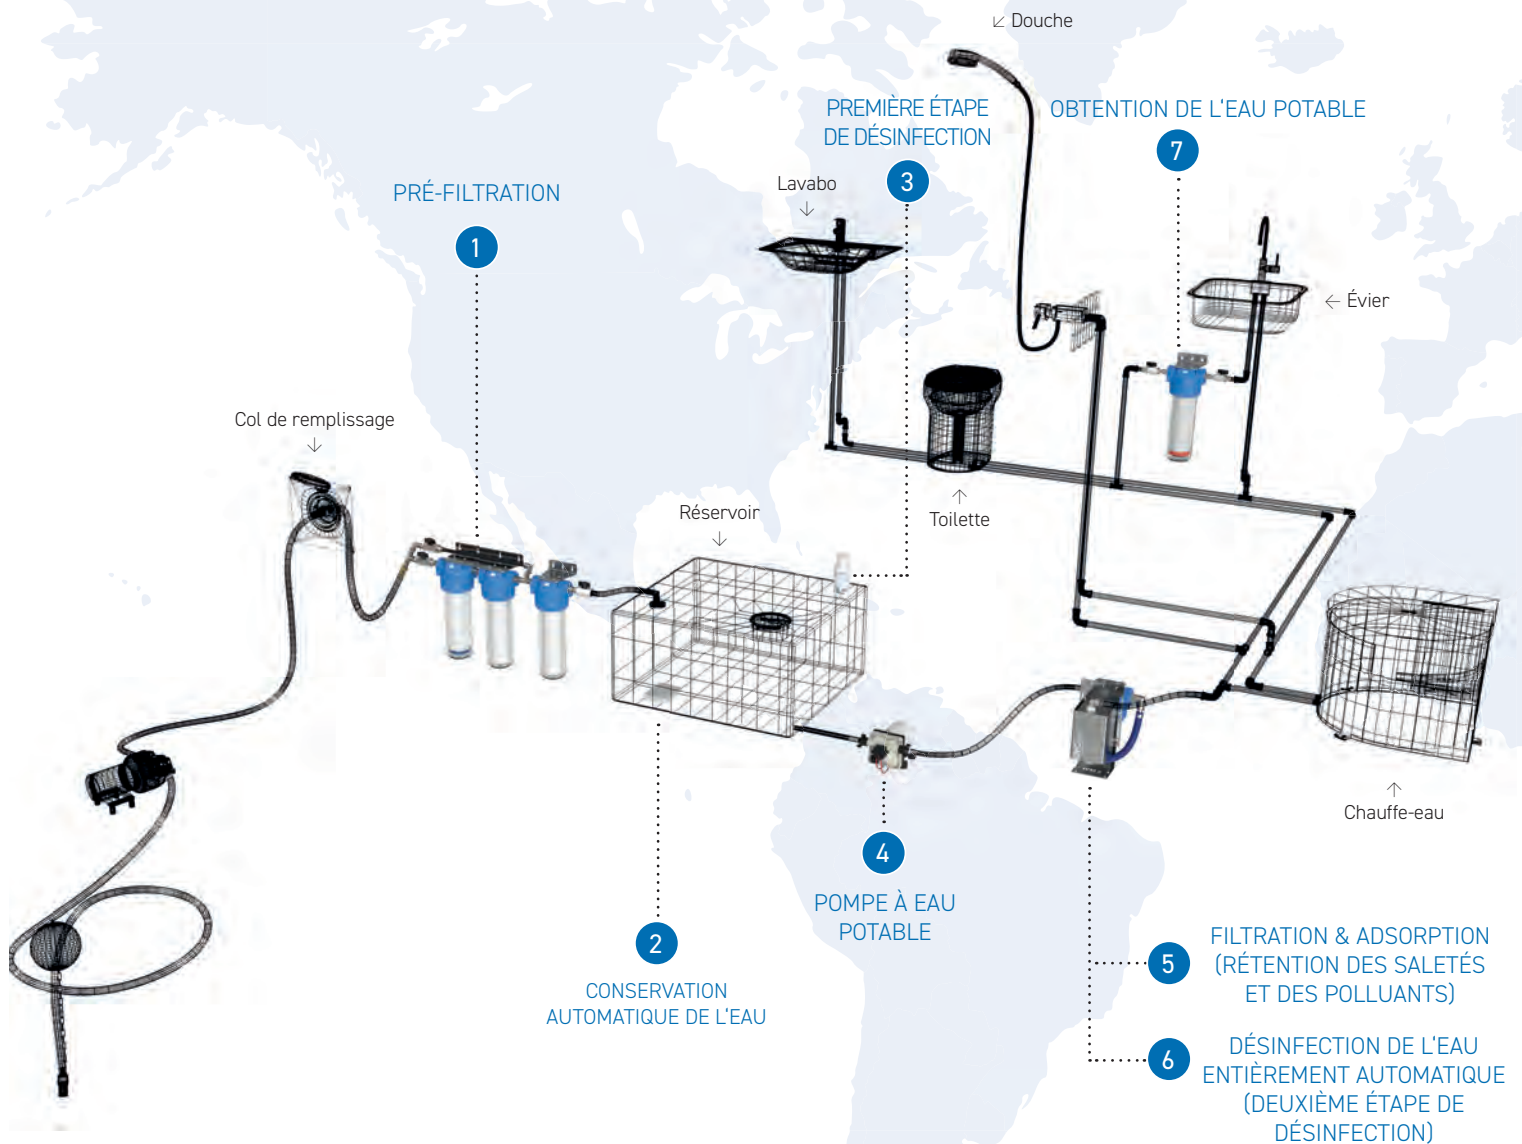 Douche
PREMIÈRE ÉTAPE
DE DÉSINFECTION
3
OBTENTION DE L'EAU POTABLE
7
PRÉ-FILTRATION
1
Lavabo
Évier
Col de remplissage
Réservoir
Toilette
Chauffe-eau
4
POMPE À EAU
POTABLE
2
CONSERVATION
AUTOMATIQUE DE L'EAU
5
FILTRATION & ADSORPTION
(RÉTENTION DES SALETÉS
ET DES POLLUANTS)
6
DÉSINFECTION DE L'EAU
ENTIÈREMENT AUTOMATIQUE
(DEUXIÈME ÉTAPE DE
DÉSINFECTION)